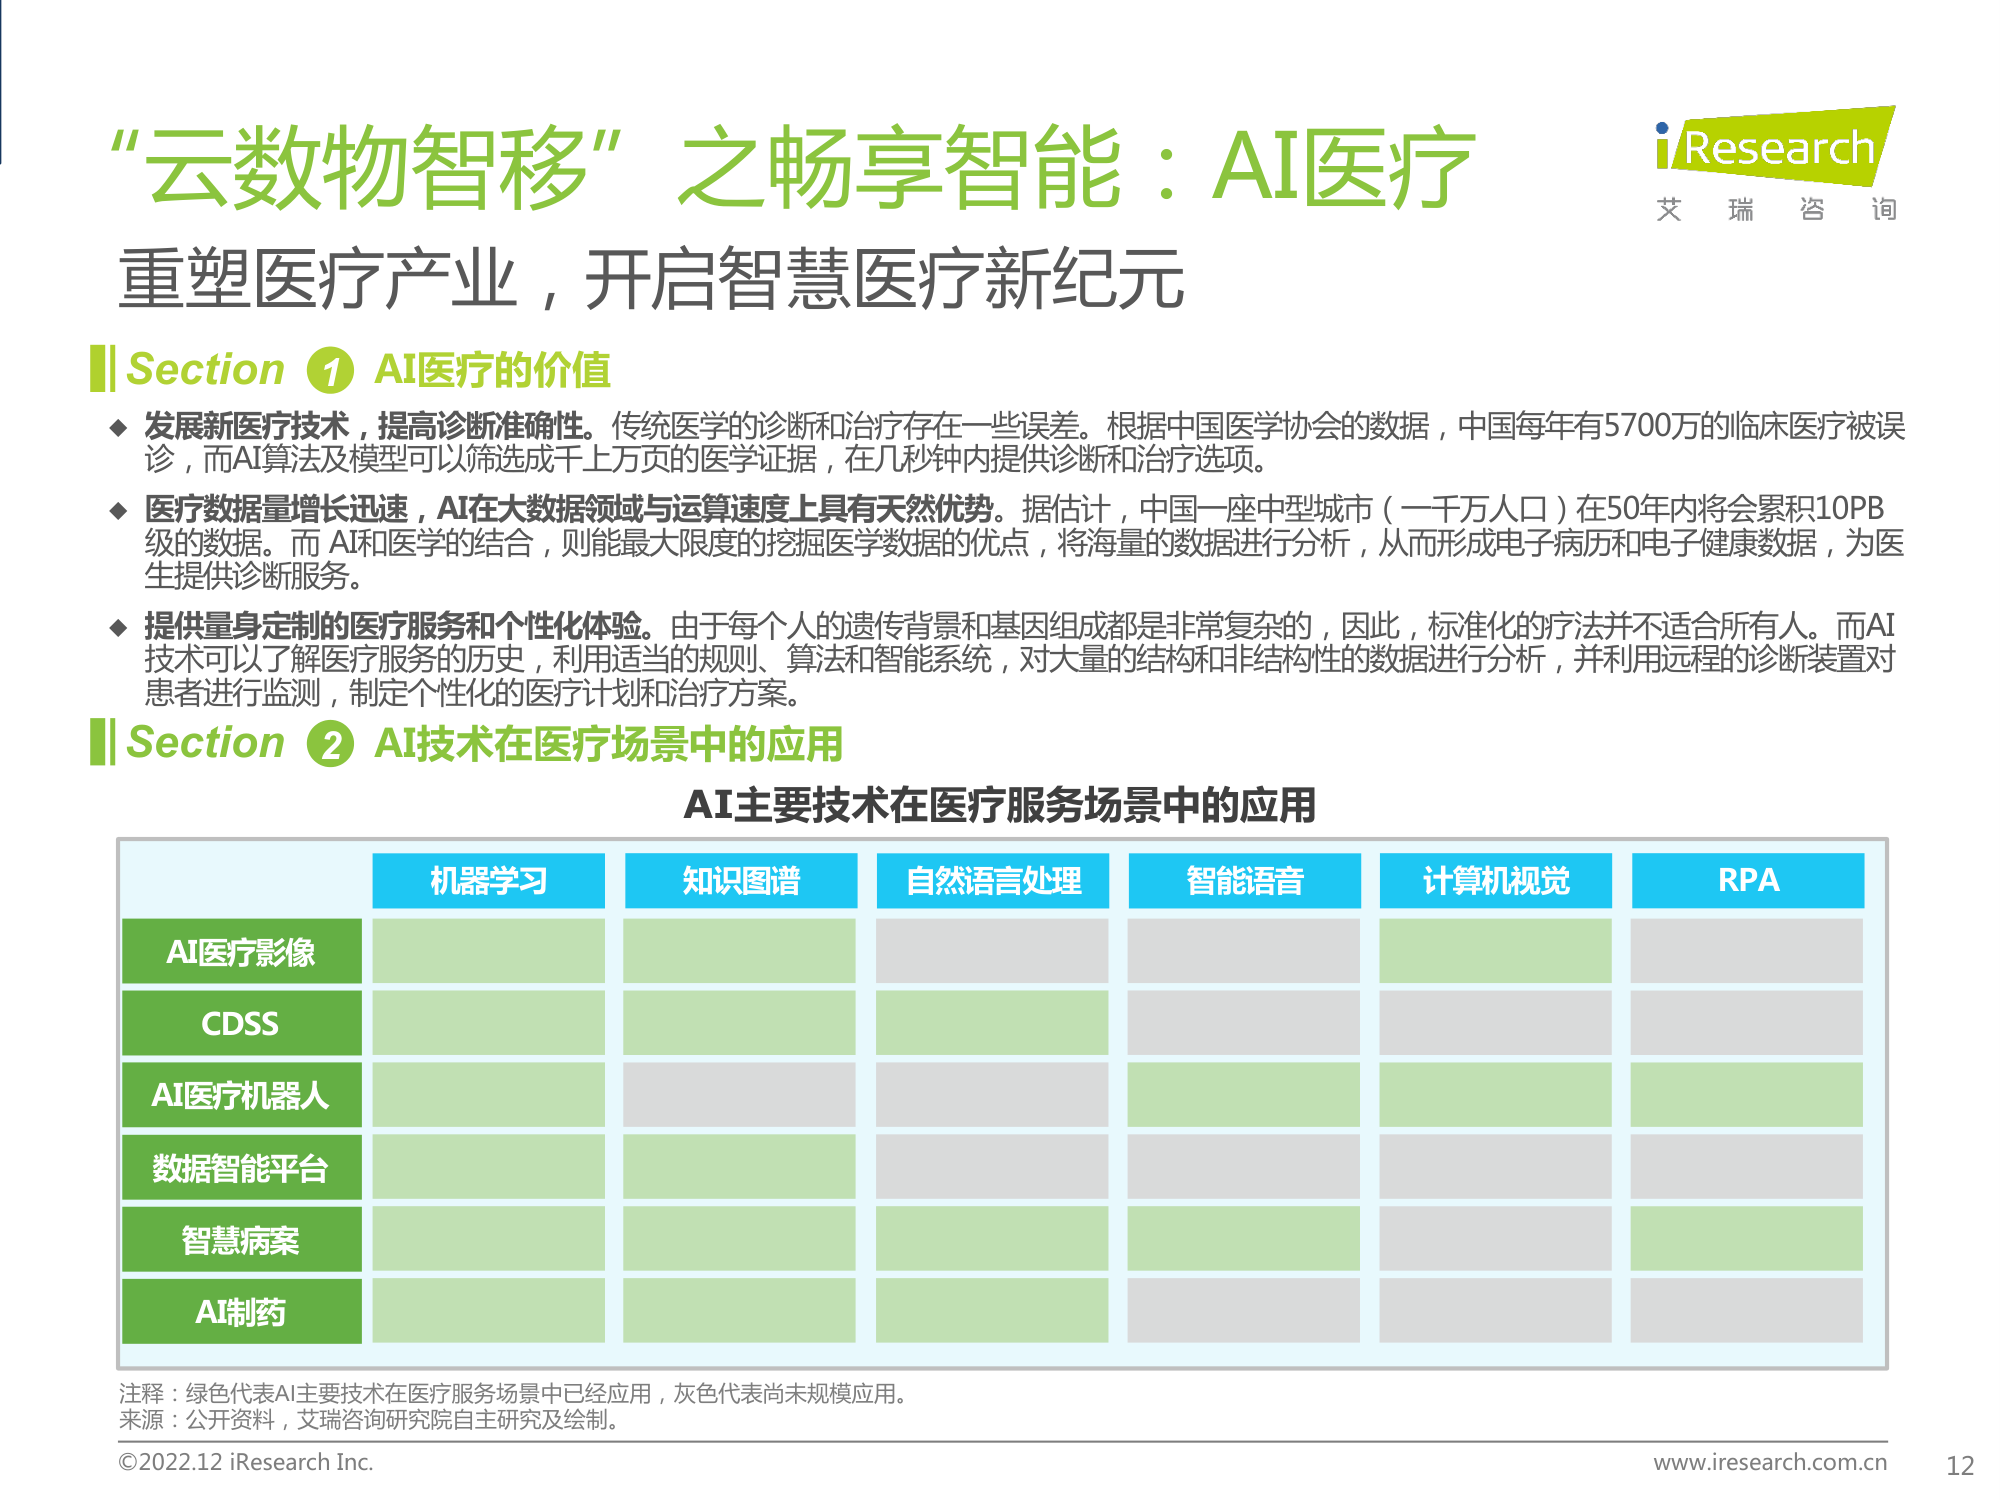 “云数物智移”之畅享智能：AI医疗
iResearch
艾瑞咨询
重塑医疗产业，开启智慧医疗新纪元
Section 1 AI医疗的价值
◆ 发展新医疗技术，提高诊断准确性。传统医学的诊断和治疗存在一些误差。根据中国医学协会的数据，中国每年有5700万的临床医疗被误
诊，而AI算法及模型可以筛选成千上万页的医学证据，在几秒钟内提供诊断和治疗选项。
◆ 医疗数据量增长迅速，AI在大数据领域与运算速度上具有天然优势。据估计，中国一座中型城市（一千万人口）在50年内将会累积10PB
级的数据。而 AI和医学的结合，则能最大限度的挖掘医学数据的优点，将海量的数据进行分析，从而形成电子病历和电子健康数据，为医
生提供诊断服务。
◆ 提供量身定制的医疗服务和个性化体验。由于每个人的遗传背景和基因组成都是非常复杂的，因此，标准化的疗法并不适合所有人。而AI
技术可以了解医疗服务的历史，利用适当的规则、算法和智能系统，对大量的结构和非结构性的数据进行分析，并利用远程的诊断装置对
患者进行监测，制定个性化的医疗计划和治疗方案。
Section 2 AI技术在医疗场景中的应用
AI主要技术在医疗服务场景中的应用
机器学习 知识图谱 自然语言处理 智能语音 计算机视觉 RPA
AI医疗影像
CDSS
AI医疗机器人
数据智能平台
智慧病案
AI制药
注释：绿色代表AI主要技术在医疗服务场景中已经应用，灰色代表尚未规模应用。
来源：公开资料，艾瑞咨询研究院自主研究及绘制。
©2022.12 iResearch Inc.
www.iresearch.com.cn
12